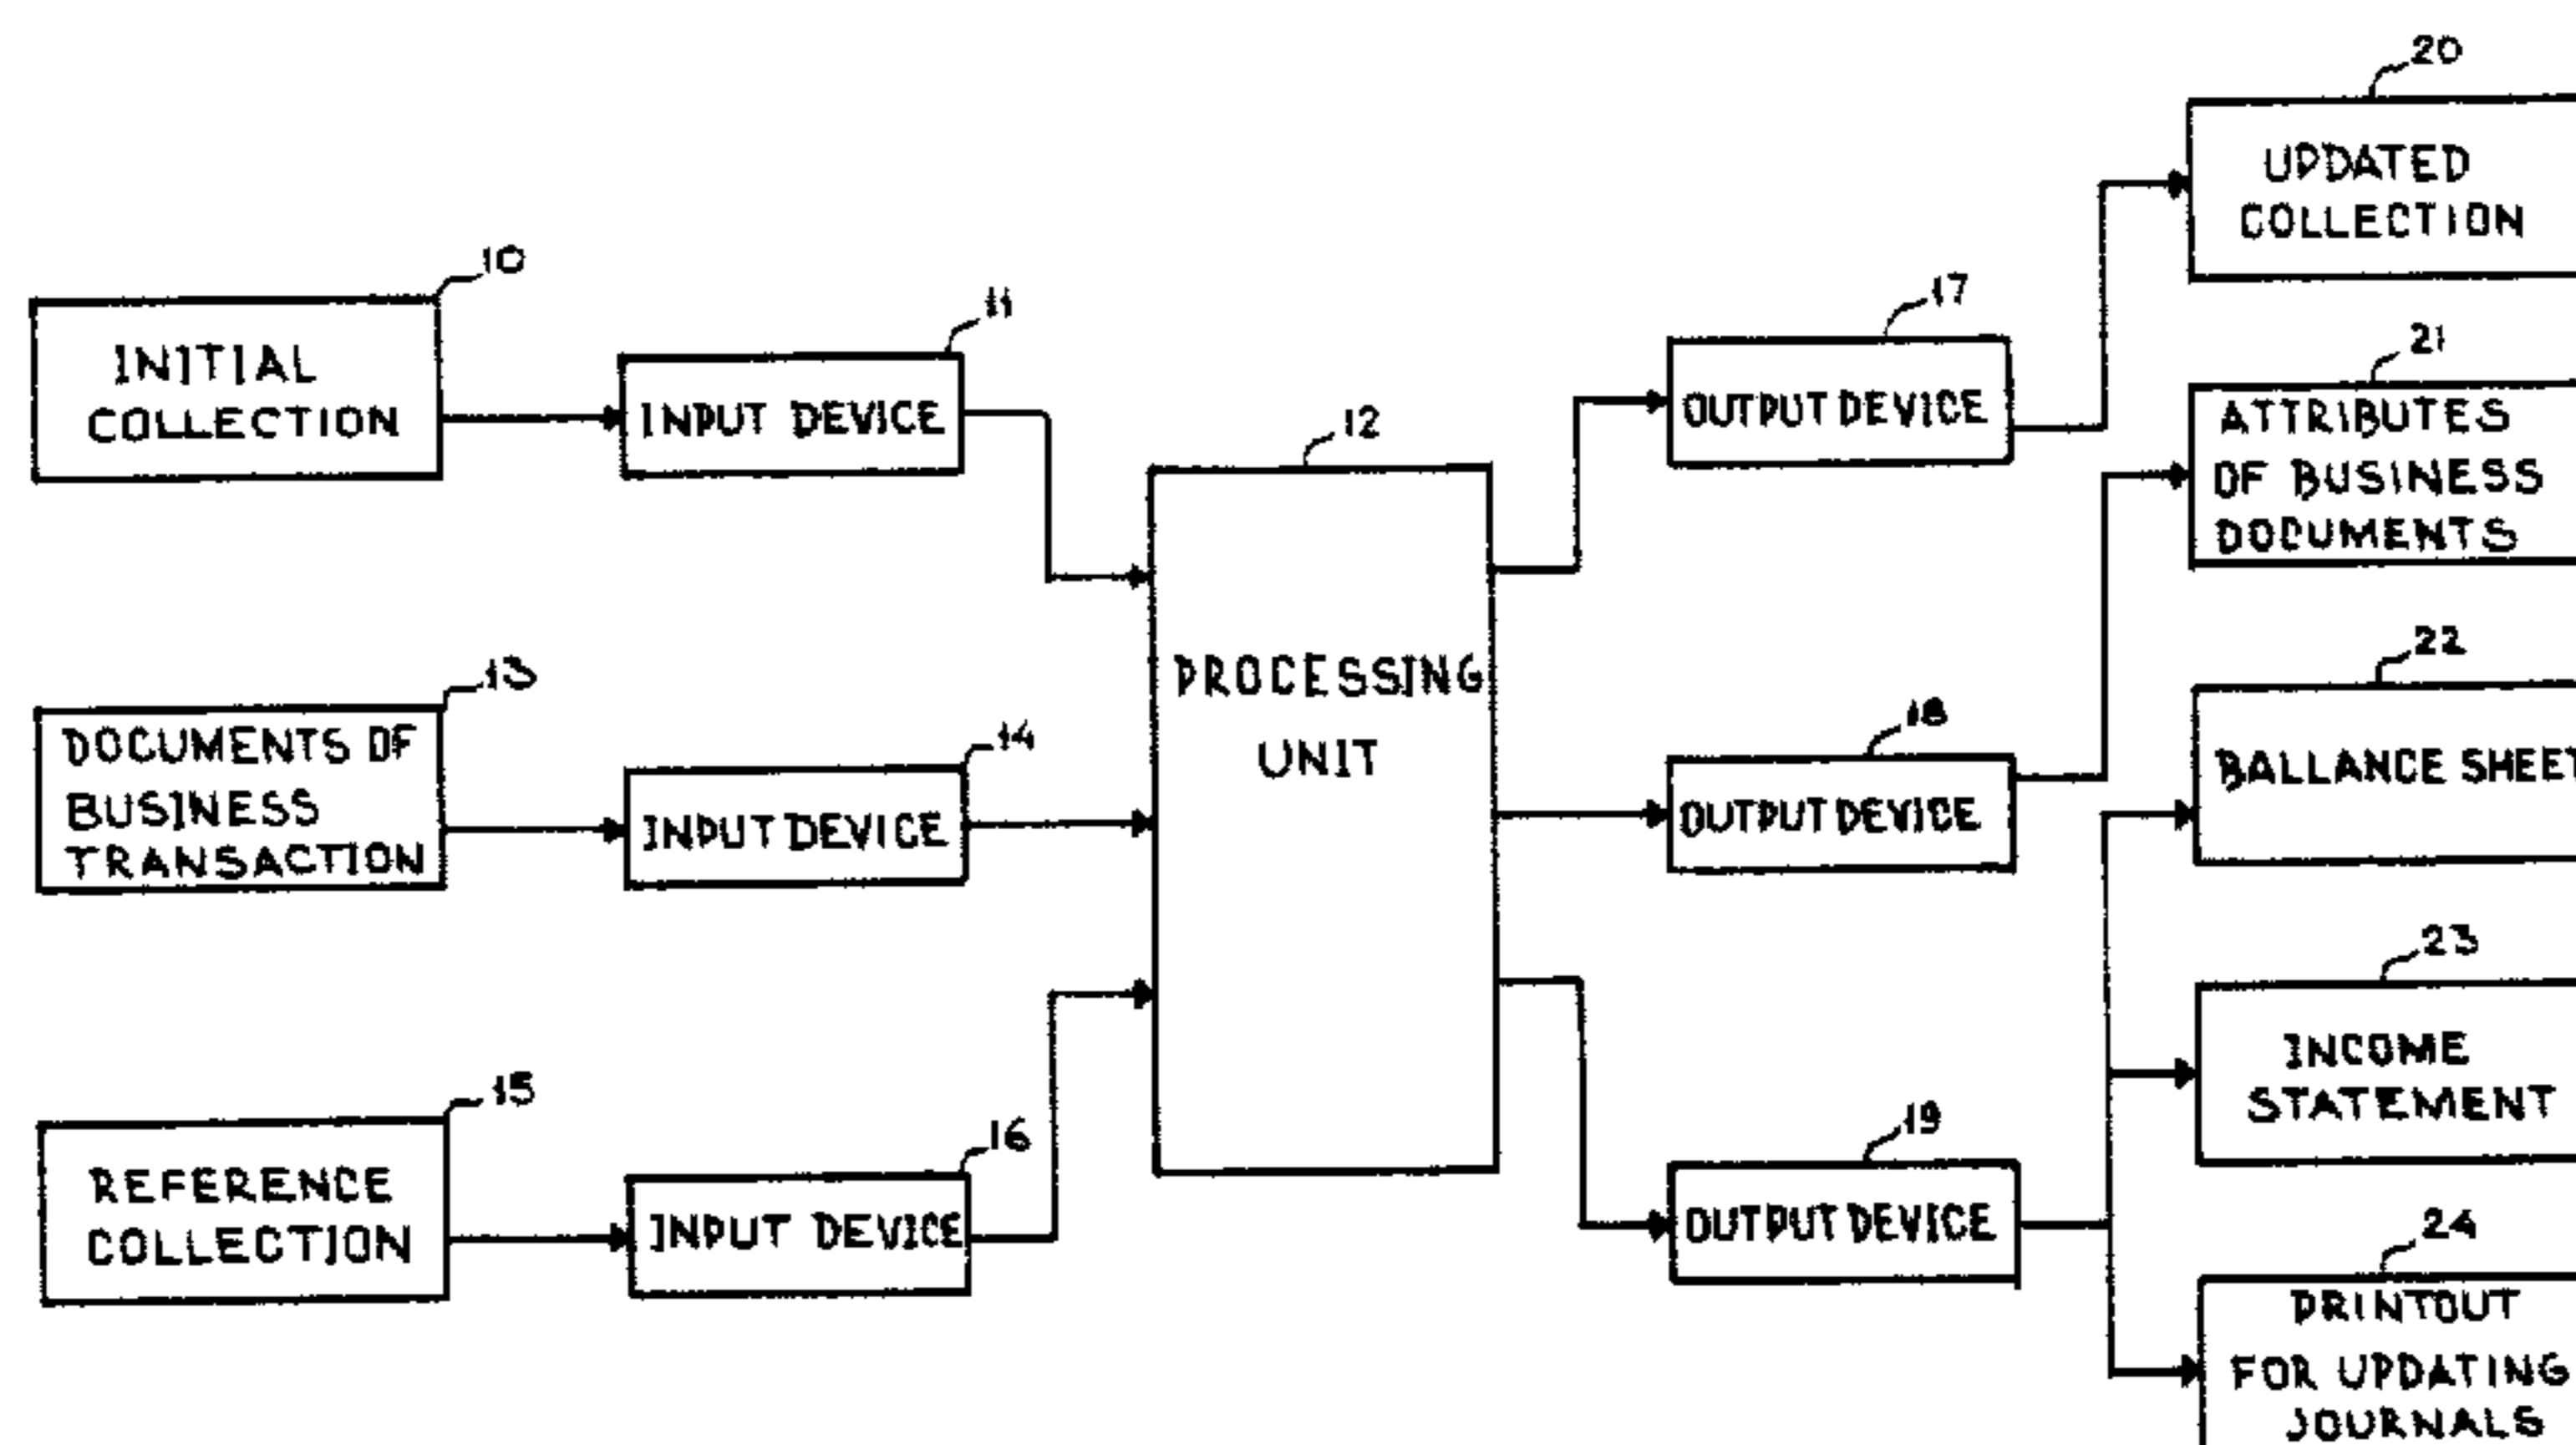 10
INITIAL
COLLECTION
11
INPUT DEVICE
13
DOCUMENTS OF
BUSINESS
TRANSACTION
14
INPUT DEVICE
15
REFERENCE
COLLECTION
16
INPUT DEVICE
12
PROCESSING
UNIT
17
OUTPUT DEVICE
18
OUTPUT DEVICE
19
OUTPUT DEVICE
20
UPDATED
COLLECTION
21
ATTRIBUTES
OF BUSINESS
DOCUMENTS
22
BALLANCE SHEET
23
INCOME
STATEMENT
24
PRINTOUT
FOR UPDATING
JOURNALS